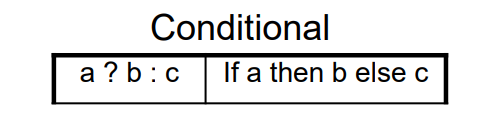 Conditional
a ? b : c If a then b else c